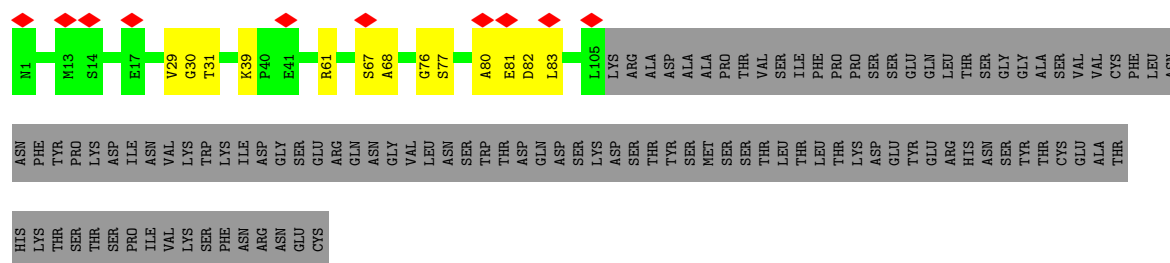 N1 M13 S14 E17 V29 G30 T31 K39 P40 E41 R61 S67 A68 G76 S77 A80 E81 D82 L83 L105 LYS ARG ALA ASP ALA ALA PRO THR VAL SER ILE PHE PRO PRO SER SER GLU GLN LEU THR SER GLY GLY ALA SER VAL VAL CYS PHE LEU ASN
ASN PHE TYR PRO LYS ASP ILE ASN VAL LYS TRP LYS ILE ASP GLY SER GLU ARG GLN ASN GLY VAL LEU ASN SER TRP THR ASP GLN ASP SER LYS ASP SER THR TYR SER MET SER SER THR LEU THR LEU THR LYS ASP GLU TYR GLU ARG HIS ASN SER TYR THR CYS GLU ALA THR
HIS LYS THR SER THR SER PRO ILE VAL LYS SER PHE ASN ARG ASN GLU CYS